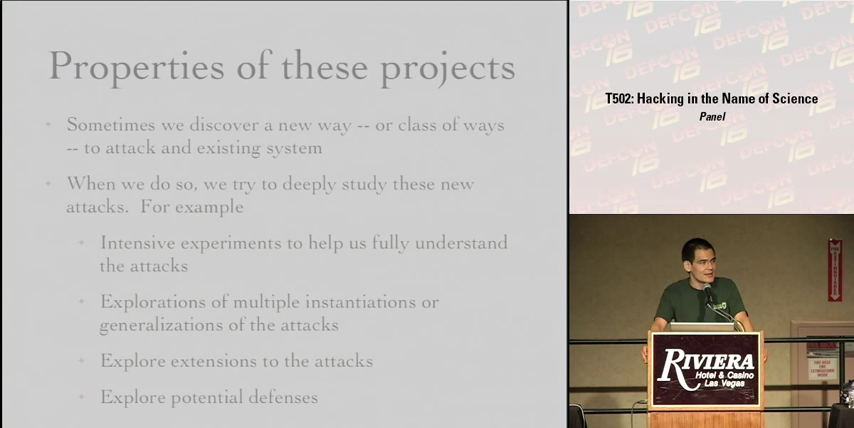 Properties of these projects
Sometimes we discover a new way -- or class of ways
-- to attack and existing system
When we do so, we try to deeply study these new
attacks.  For example
Intensive experiments to help us fully understand
the attacks
Explorations of multiple instantiations or
generalizations of the attacks
Explore extensions to the attacks
Explore potential defenses
DEFCON
16
T502: Hacking in the Name of Science
Panel
RIVIERA
Hotel & Casino
Las Vegas